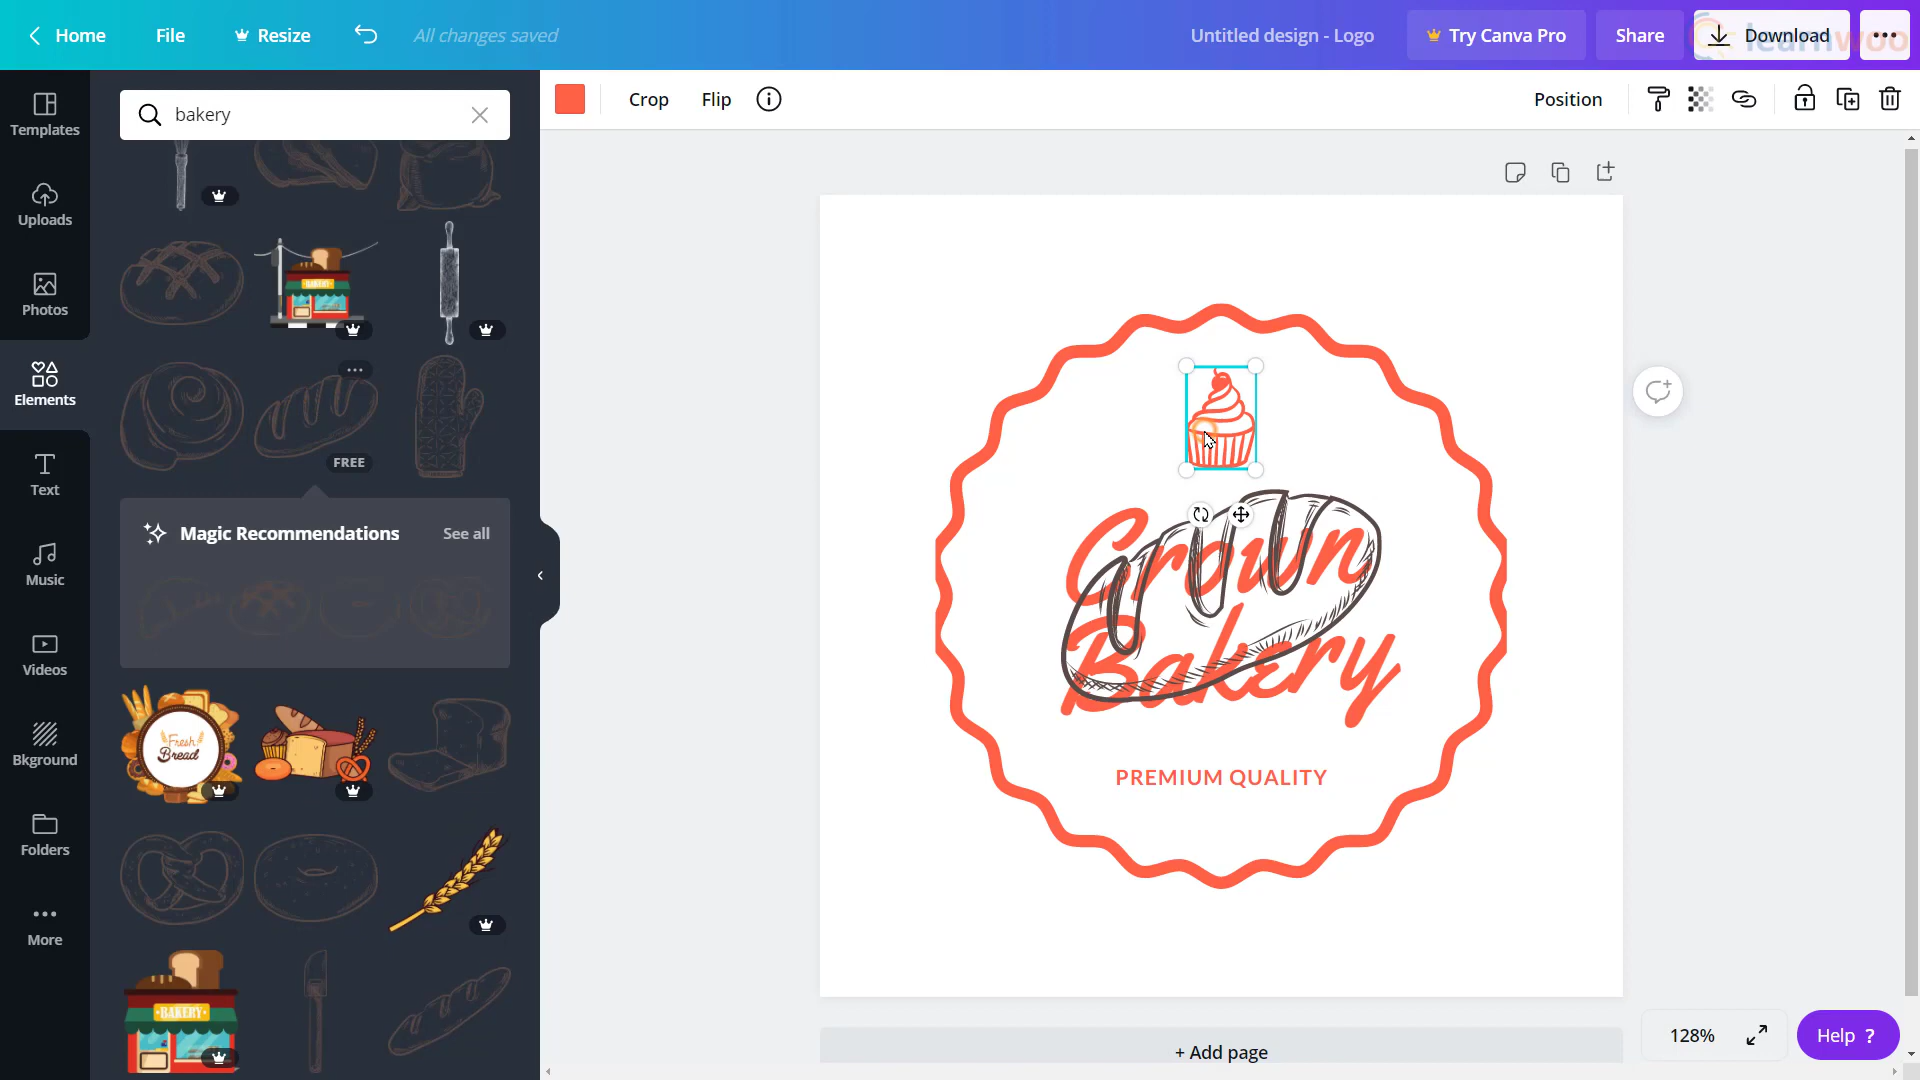 Home
File
Resize
All changes saved
Untitled design - Logo
Try Canva Pro
Share
Download
learnwoo
Templates
Uploads
Photos
Elements
Text
Music
Videos
Bkground
Folders
More
bakery
BAKERY
FREE
Magic Recommendations
See all
Fresh
Bread
BAKERY
Crop
Flip
Position
Crown
Bakery
PREMIUM QUALITY
+ Add page
128%
Help ?